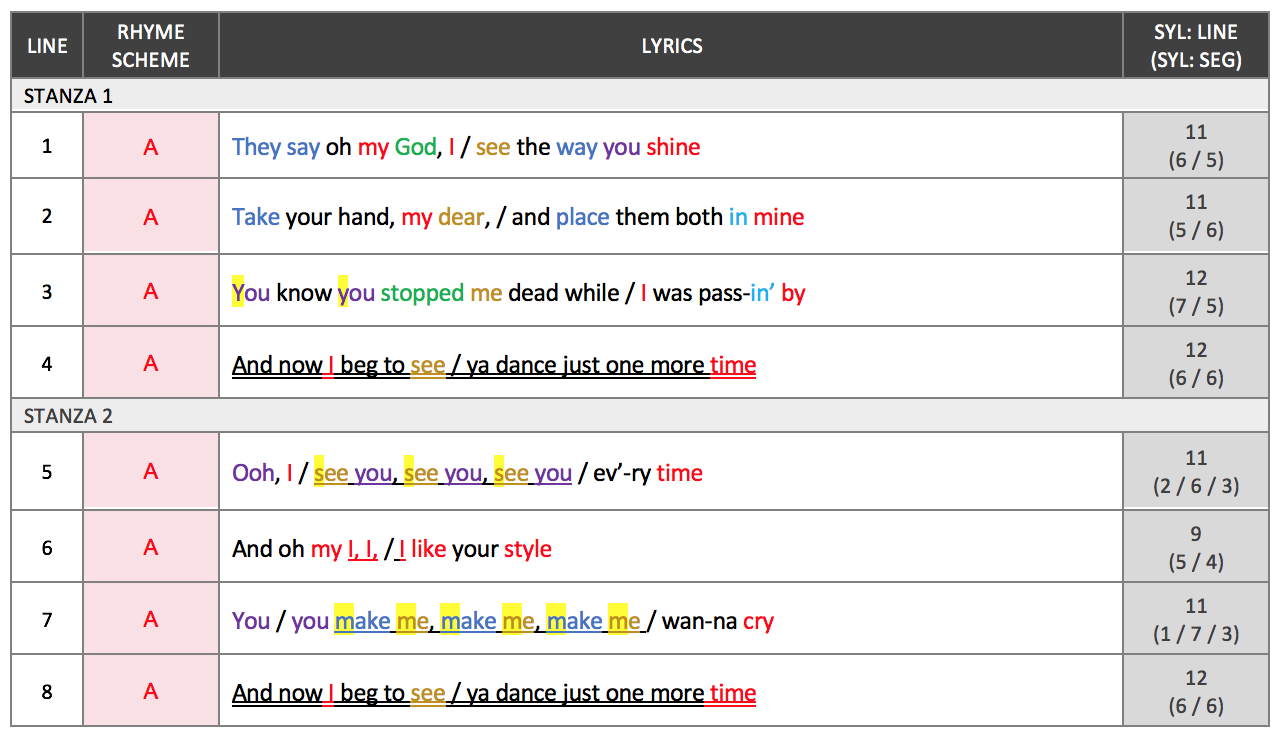 LINE RHYME SCHEME LYRICS SYL: LINE (SYL: SEG)
STANZA 1
1 A They say oh my God, I / see the way you shine 11 (6 / 5)
2 A Take your hand, my dear, / and place them both in mine 11 (5 / 6)
3 A You know you stopped me dead while / I was pass-in’ by 12 (7 / 5)
4 A And now I beg to see / ya dance just one more time 12 (6 / 6)
STANZA 2
5 A Ooh, I / see you, see you, see you / ev’-ry time 11 (2 / 6 / 3)
6 A And oh my I, I, / I like your style 9 (5 / 4)
7 A You / you make me, make me, make me / wan-na cry 11 (1 / 7 / 3)
8 A And now I beg to see / ya dance just one more time 12 (6 / 6)